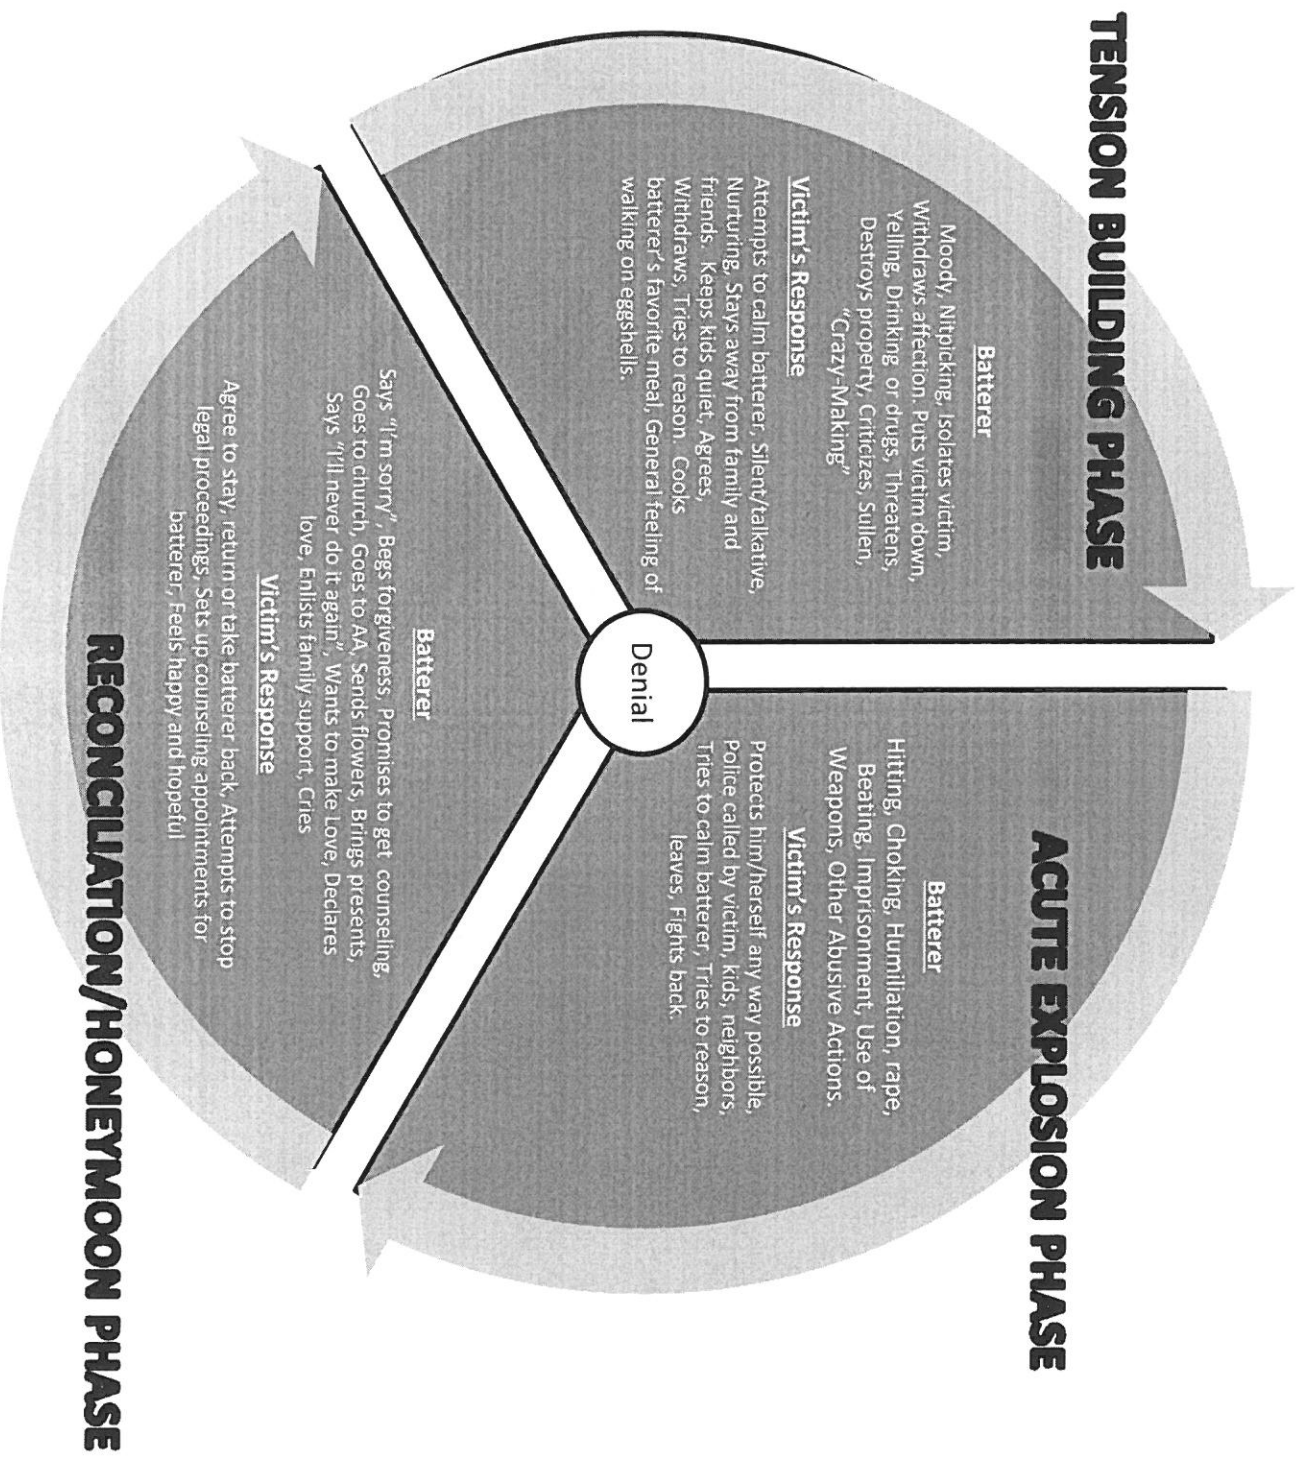 TENSION BUILDING PHASE
Batterer
Moody, Nitpicking, Isolates victim,
Withdraws affection. Puts victim down,
Yelling, Drinking or drugs, Threatens,
Destroys property, Criticizes, Sullen,
"Crazy-Making"
Victim's Response
Attempts to calm batterer, Silent/talkative,
Nurturing, Stays away from family and
friends. Keeps kids quiet, Agrees,
Withdraws, Tries to reason. Cooks
batterer's favorite meal, General feeling of
walking on eggshells.
ACUTE EXPLOSION PHASE
Batterer
Hitting, Choking, Humiliation, rape,
Beating, Imprisonment, Use of
Weapons, Other Abusive Actions.
Victim's Response
Protects him/herself any way possible,
Police called by victim, kids, neighbors,
Tries to calm batterer, Tries to reason,
leaves, Fights back.
Denial
Batterer
Says "I'm sorry", Begs forgiveness, Promises to get counseling,
Goes to church, Goes to AA, Sends flowers, Brings presents,
Says "I'll never do it again", Wants to make Love, Declares
love, Enlists family support, Cries
Victim's Response
Agree to stay, return or take batterer back, Attempts to stop
legal proceedings, Sets up counseling appointments for
batterer, Feels happy and hopeful
RECONCILIATION/HONEYMOON PHASE